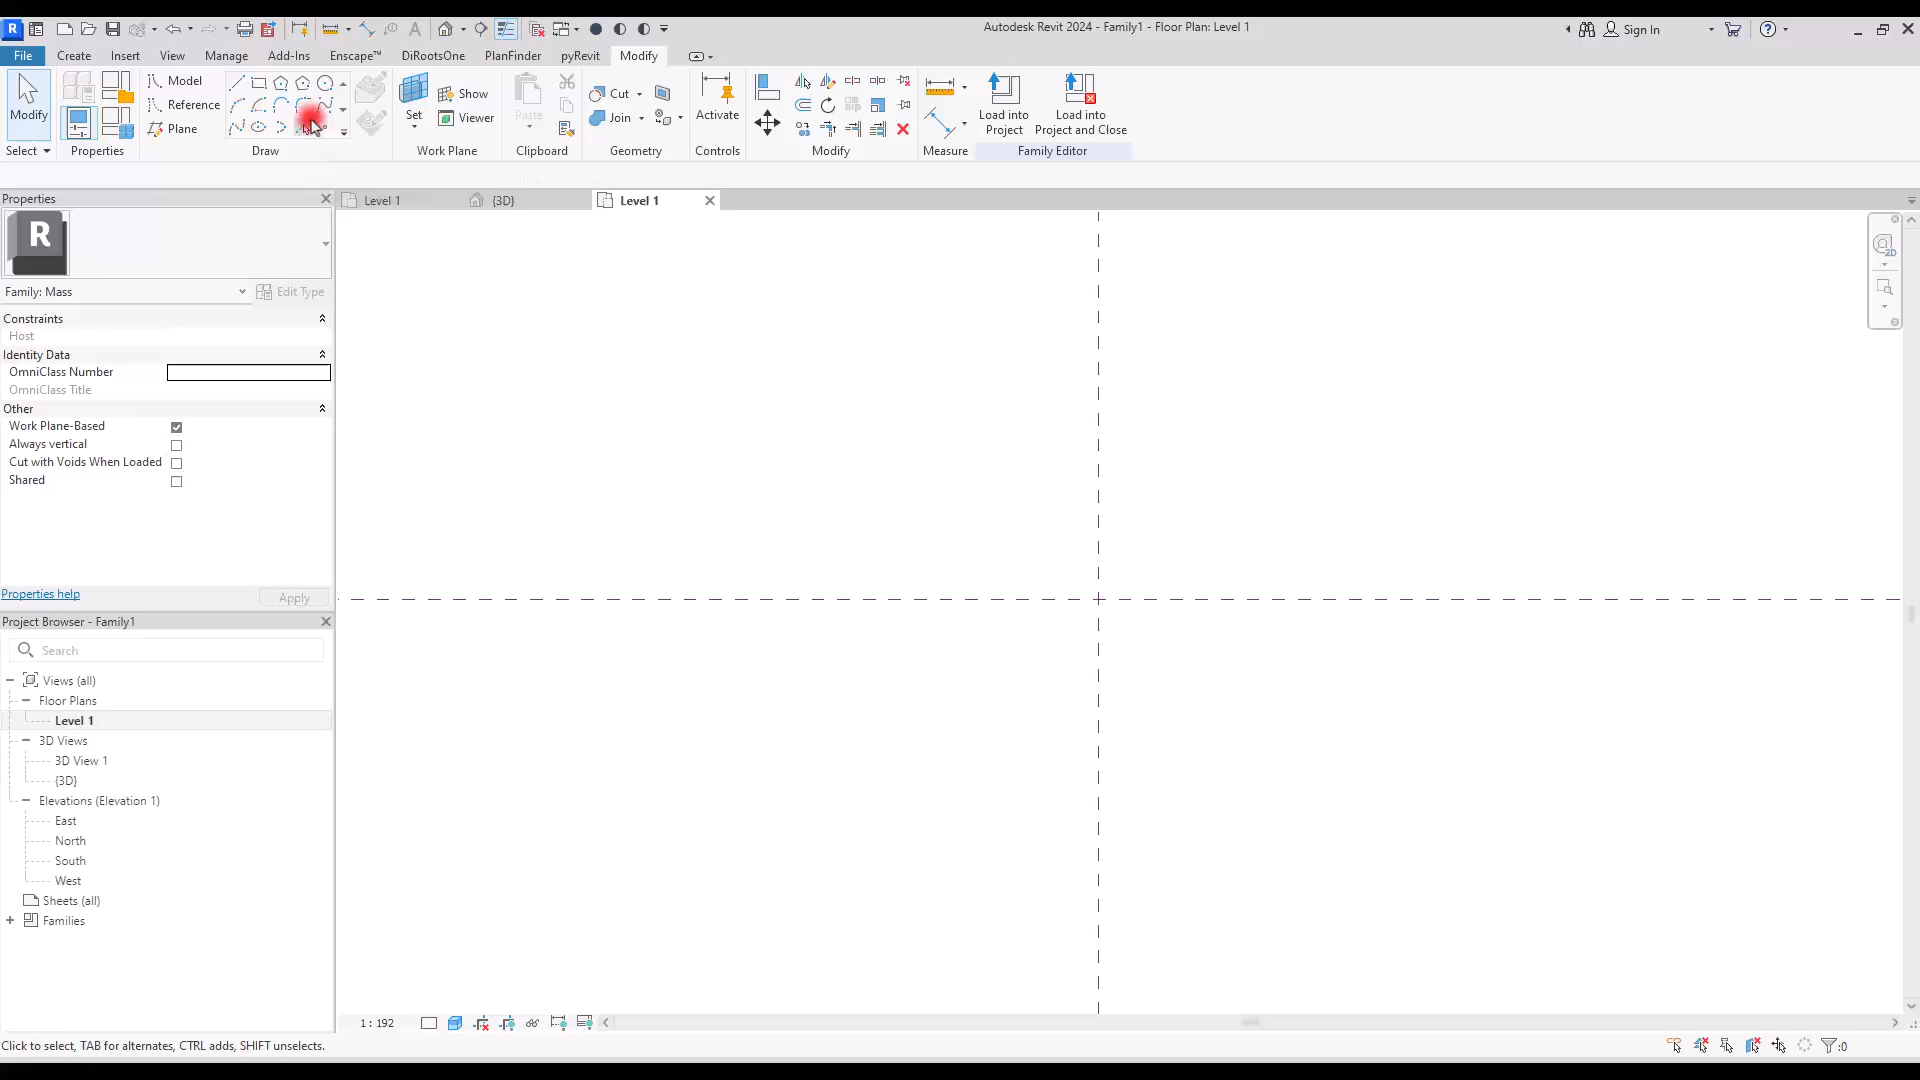 Autodesk Revit 2024 - Family1 - Floor Plan: Level 1
Sign In
File Create Insert View Manage Add-Ins Enscape™ DiRootsOne PlanFinder pyRevit Modify
Modify
Select
Properties
Model
Reference
Plane
Draw
Set
Show
Viewer
Work Plane
Paste
Clipboard
Cut
Join
Geometry
Activate
Controls
Modify
Measure
Load into
Project
Load into
Project and Close
Family Editor
Properties
R
Family: Mass
Edit Type
Constraints
Host
Identity Data
OmniClass Number
OmniClass Title
Other
Work Plane-Based
Always vertical
Cut with Voids When Loaded
Shared
Properties help
Apply
Level 1
{3D}
Level 1
2D
Project Browser - Family1
Search
Views (all)
Floor Plans
Level 1
3D Views
3D View 1
{3D}
Elevations (Elevation 1)
East
North
South
West
Sheets (all)
Families
1 : 192
Click to select, TAB for alternates, CTRL adds, SHIFT unselects.
:0